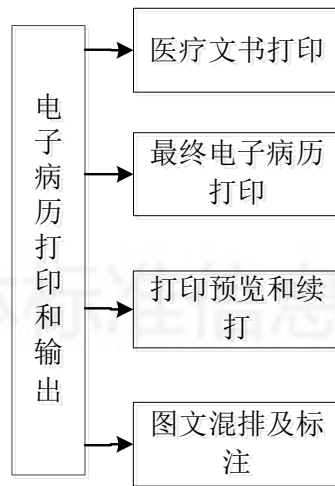 电子病历打印和输出
医疗文书打印
最终电子病历
打印
打印预览和续
打
图文混排及标
注